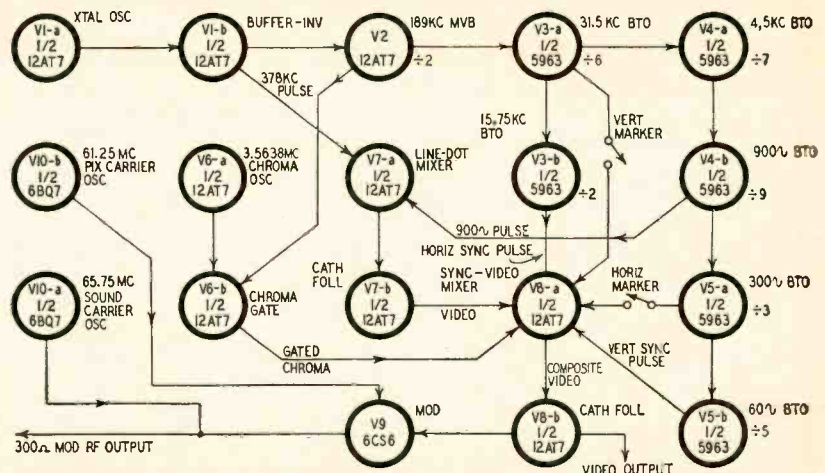 XTAL OSC
V1-a
1/2
12AT7
BUFFER-INV
V1-b
1/2
12AT7
378KC
PULSE
189KC MVB
V2
12AT7
÷2
31.5 KC BTO
V3-a
1/2
5963
÷6
4,5KC BTO
V4-a
1/2
5963
÷7
61.25 MC
PIX CARRIER
OSC
V10-b
1/2
6BQ7
3.5638MC
CHROMA
OSC
V6-a
1/2
12AT7
LINE-DOT
MIXER
V7-a
1/2
12AT7
15.75KC
BTO
V3-b
1/2
5963
÷2
VERT
MARKER
900∿ BTO
V4-b
1/2
5963
÷9
900∿ PULSE
HORIZ SYNC PULSE
65.75 MC
SOUND
CARRIER
OSC
V10-a
1/2
6BQ7
V6-b
1/2
12AT7
CHROMA
GATE
CATH
FOLL
V7-b
1/2
12AT7
VIDEO
SYNC-VIDEO
MIXER
V8-a
1/2
12AT7
HORIZ
MARKER
300∿ BTO
V5-a
1/2
5963
÷3
GATED
CHROMA
COMPOSITE
VIDEO
VERT SYNC
PULSE
300Ω MOD RF OUTPUT
MOD
V9
6CS6
CATH FOLL
V8-b
1/2
12AT7
VIDEO OUTPUT
60∿ BTO
V5-b
1/2
5963
÷5